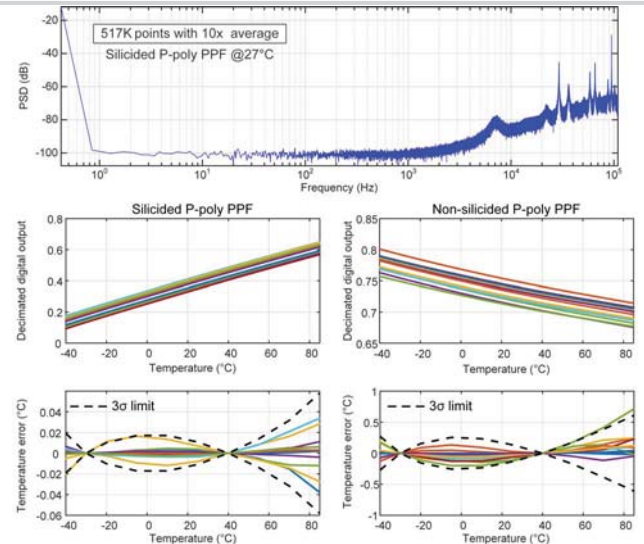 517K points with 10x average
Silicided P-poly PPF @27°C
PSD (dB)
-20
-40
-60
-80
-100
10⁰ 10¹ 10² 10³ 10⁴ 10⁵
Frequency (Hz)
Silicided P-poly PPF
Decimated digital output
0.8
0.6
0.4
0.2
0
-40 -20 0 20 40 60 80
Temperature (°C)
Non-silicided P-poly PPF
Decimated digital output
0.85
0.8
0.75
0.7
0.65
-40 -20 0 20 40 60 80
Temperature (°C)
3σ limit
Temperature error (°C)
0.04
0.02
0
-0.02
-0.04
-0.06
-40 -20 0 20 40 60 80
Temperature (°C)
3σ limit
Temperature error (°C)
1
0.5
0
-0.5
-1
-40 -20 0 20 40 60 80
Temperature (°C)